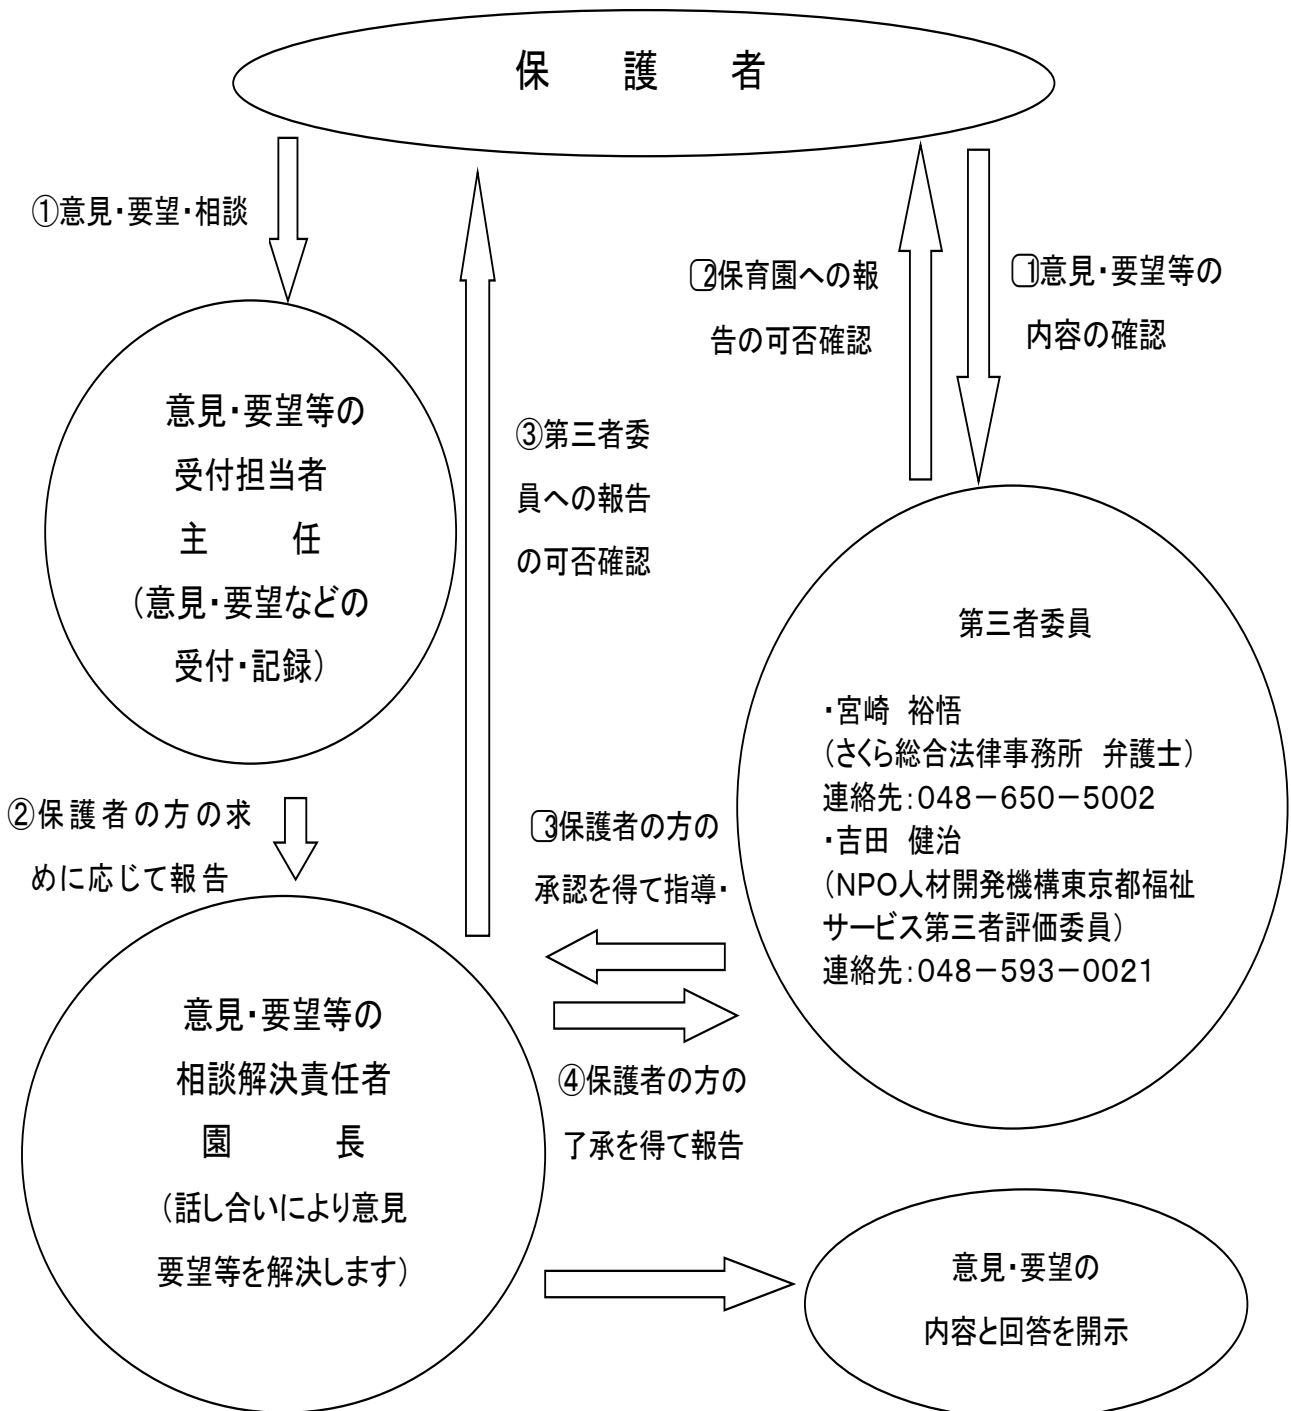 保　護　者
①意見・要望・相談
意見・要望等の
受付担当者
主　任
(意見・要望などの
受付・記録)
②保護者の方の求
めに応じて報告
意見・要望等の
相談解決責任者
園　長
(話し合いにより意見
要望等を解決します)
③第三者委
員への報告
の可否確認
2保育園への報
告の可否確認
1意見・要望等の
内容の確認
第三者委員
・宮崎　裕悟
(さくら総合法律事務所　弁護士)
連絡先:048－650－5002
・吉田　健治
(NPO人材開発機構東京都福祉
サービス第三者評価委員)
連絡先:048－593－0021
3保護者の方の
承認を得て指導・
④保護者の方の
了承を得て報告
意見・要望の
内容と回答を開示